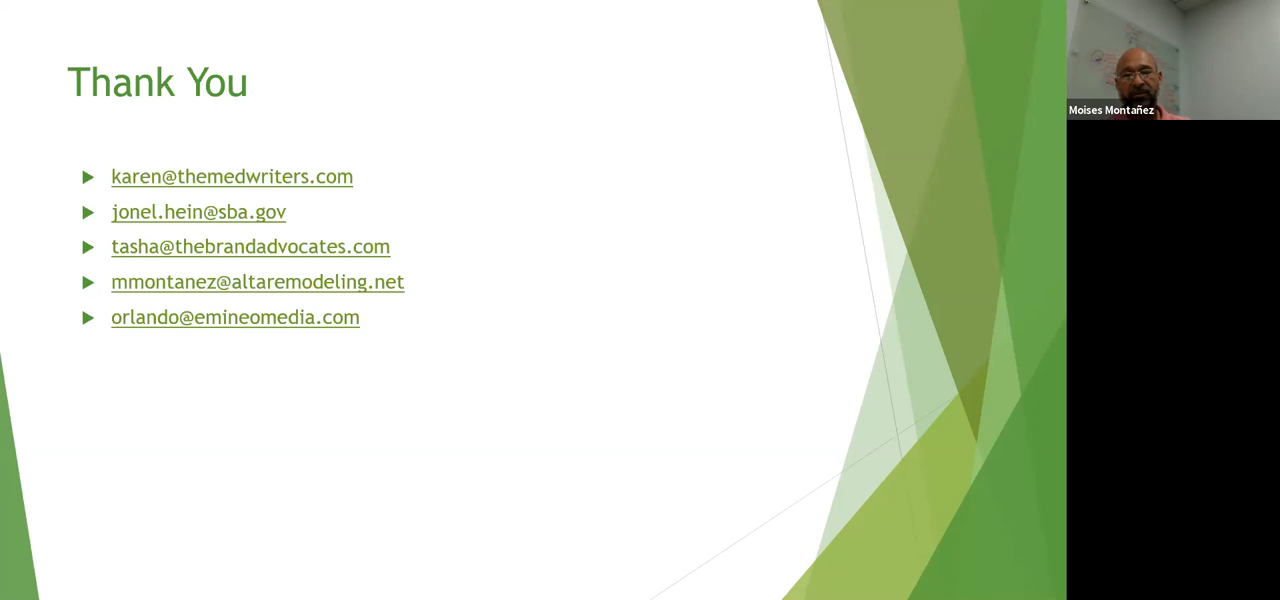 Thank You
karen@themedwriters.com
jonel.hein@sba.gov
tasha@thebrandadvocates.com
mmontanez@altaremodeling.net
orlando@emineomedia.com
Moises Montañez